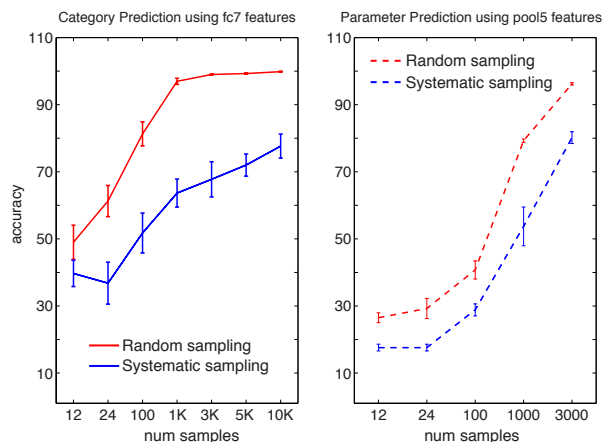 Category Prediction using fc7 features
110
90
70
50
30
10
accuracy
Random sampling
Systematic sampling
12 24 100 1K 3K 5K 10K
num samples
Parameter Prediction using pool5 features
Random sampling
Systematic sampling
110
90
70
50
30
10
12 24 100 1000 3000
num samples